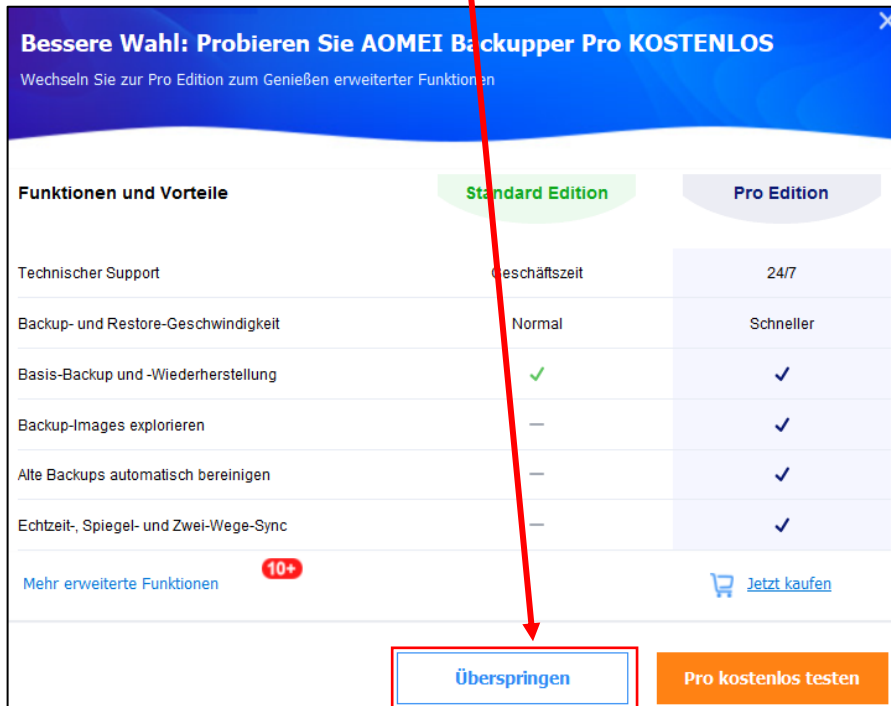 Bessere Wahl: Probieren Sie AOMEI Backupper Pro KOSTENLOS
Wechseln Sie zur Pro Edition zum Genießen erweiterter Funktionen
Funktionen und Vorteile Standard Edition Pro Edition
Technischer Support Geschäftszeit 24/7
Backup- und Restore-Geschwindigkeit Normal Schneller
Basis-Backup und -Wiederherstellung
Backup-Images explorieren
Alte Backups automatisch bereinigen
Echtzeit-, Spiegel- und Zwei-Wege-Sync
Mehr erweiterte Funktionen 10+ Jetzt kaufen
Überspringen Pro kostenlos testen